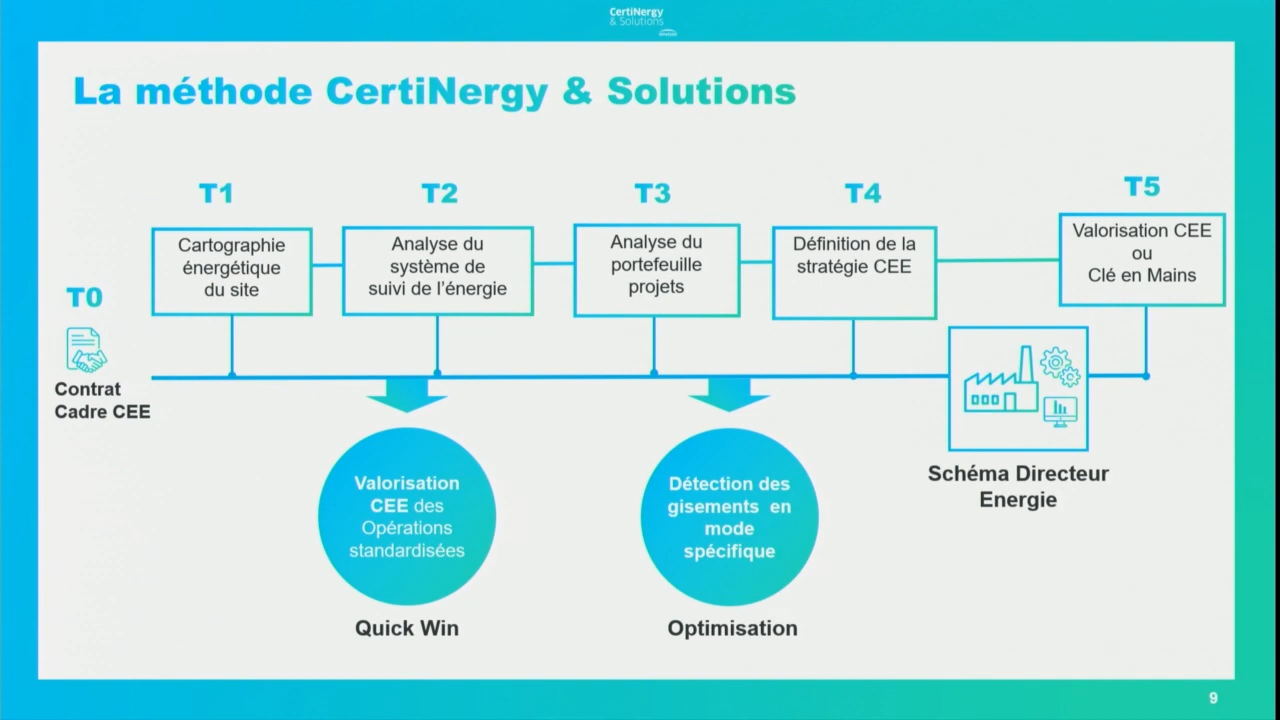 CertiNergy
& Solutions
La méthode CertiNergy & Solutions
T0
Contrat
Cadre CEE
T1
Cartographie
énergétique
du site
T2
Analyse du
système de
suivi de l'énergie
T3
Analyse du
portefeuille
projets
T4
Définition de la
stratégie CEE
T5
Valorisation CEE
ou
Clé en Mains
Valorisation
CEE des
Opérations
standardisées
Quick Win
Détection des
gisements en
mode
spécifique
Optimisation
Schéma Directeur
Energie
9